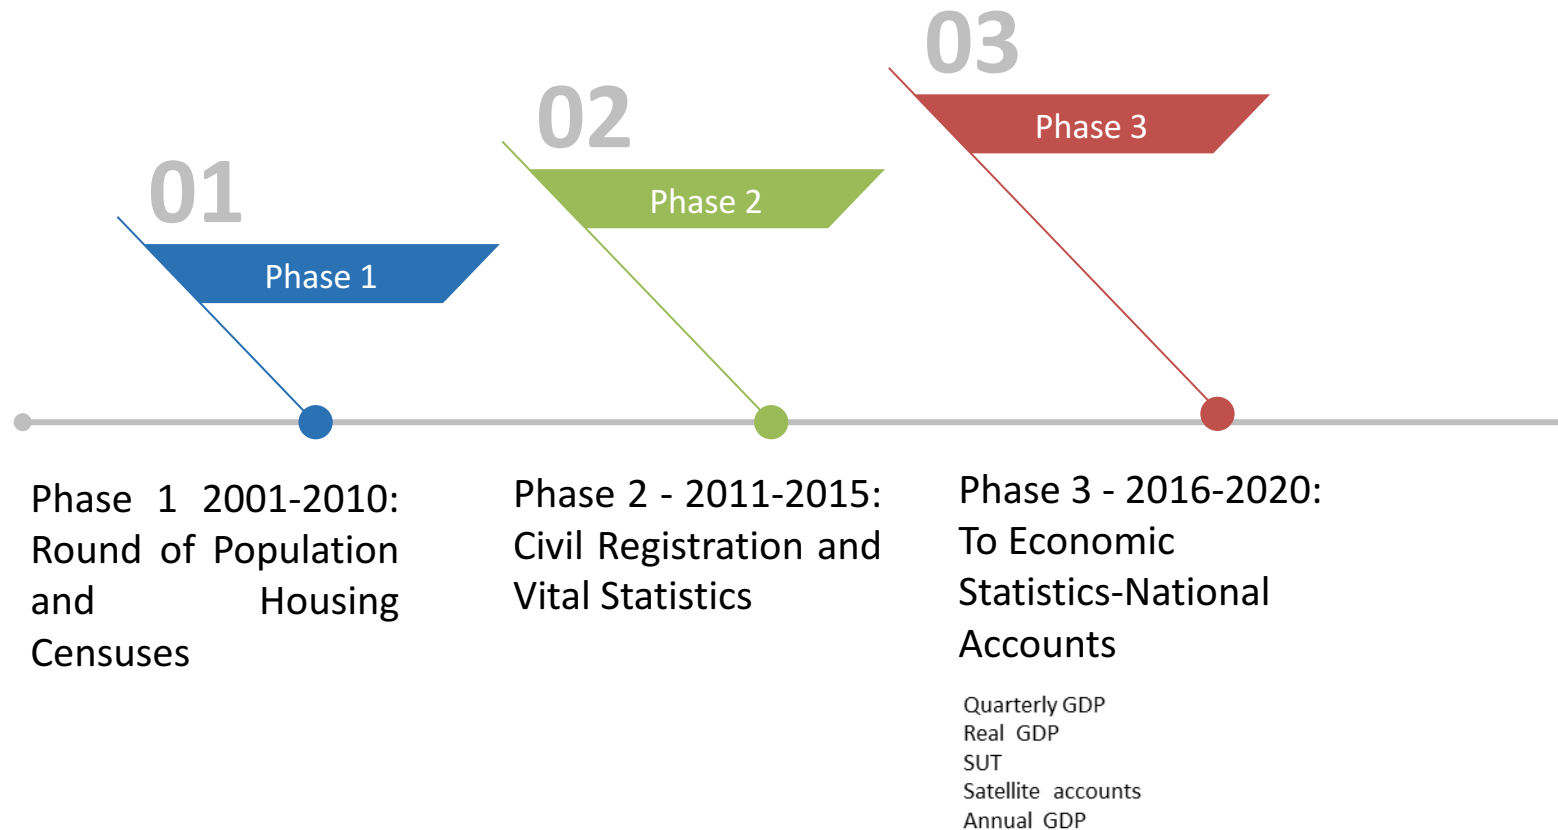 01
Phase 1
02
Phase 2
03
Phase 3
Phase 1 2001-2010:
Round of Population
and Housing
Censuses
Phase 2 - 2011-2015:
Civil Registration and
Vital Statistics
Phase 3 - 2016-2020:
To Economic
Statistics-National
Accounts
Quarterly GDP
Real GDP
SUT
Satellite accounts
Annual GDP